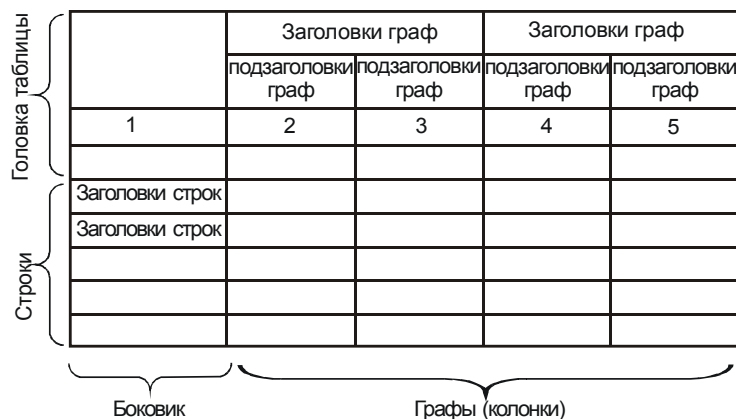 Головка таблицы
Заголовки граф Заголовки граф
подзаголовки граф подзаголовки граф подзаголовки граф подзаголовки граф
1 2 3 4 5
Строки
Заголовки строк
Заголовки строк
Боковик Графы (колонки)